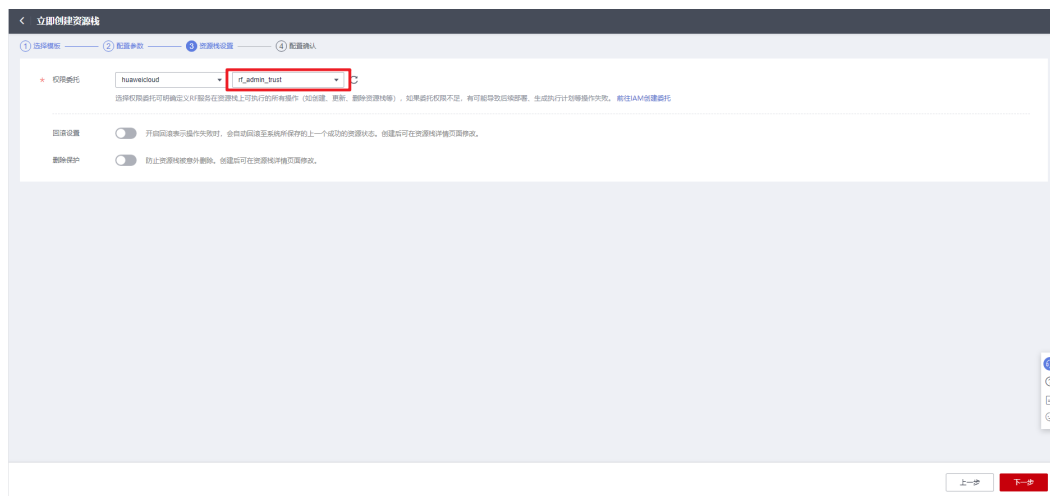 立即创建资源栈
1 选择模板 2 配置参数 3 资源栈设置 4 配置确认
* 权限委托 huaweicloud rf_admin_trust
选择权限委托可明确定义RF服务在资源栈上可执行的所有操作（如创建、更新、删除资源栈等），如果委托权限不足，有可能导致后续部署、生成执行计划等操作失败。 前往IAM创建委托
回滚设置 开启回滚表示操作失败时，会自动回滚至系统所保存的上一个成功的资源状态。创建后可在资源栈详情页面修改。
删除保护 防止资源栈被意外删除。创建后可在资源栈详情页面修改。
上一步 下一步